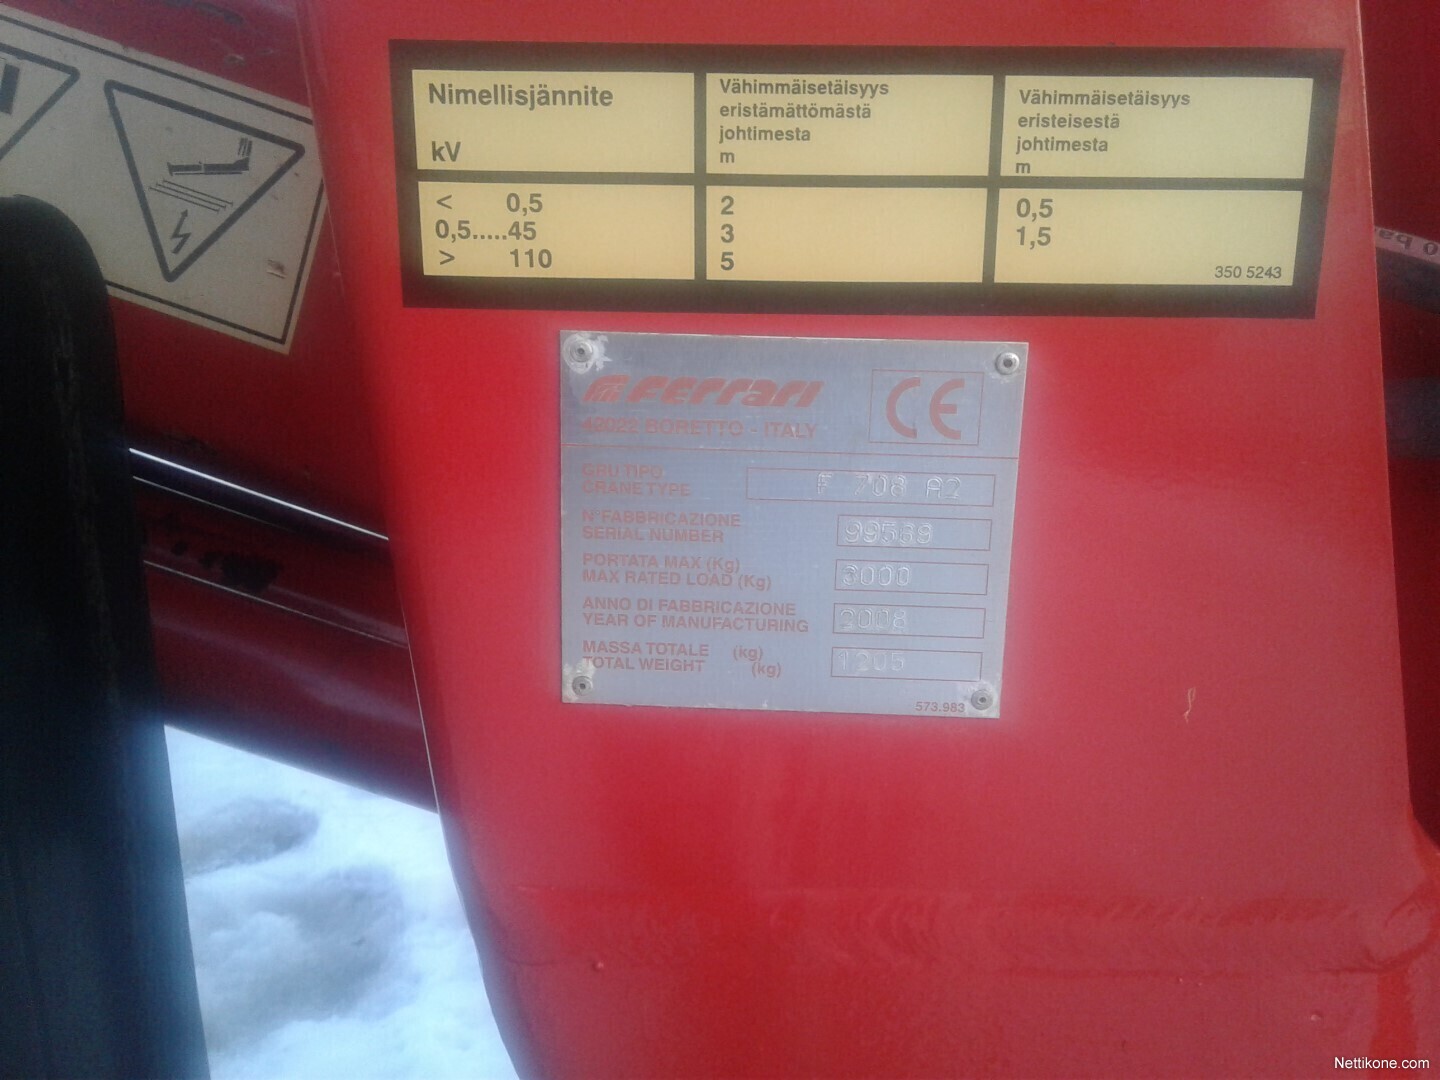 Nimellisjännite
kV
Vähimmäisetäisyys
eristämättömästä
johtimesta
m
Vähimmäisetäisyys
eristeisestä
johtimesta
m
< 0,5
0,5.....45
> 110
2
3
5
0,5
1,5
350 5243
Ferrari
42022 BORETTO - ITALY
CE
GRU TIPO
CRANE TYPE
F 708 A2
N° FABBRICAZIONE
SERIAL NUMBER
PORTATA MAX (Kg)
MAX RATED LOAD (Kg)
ANNO DI FABBRICAZIONE
YEAR OF MANUFACTURING
2008
MASSA TOTALE (kg)
TOTAL WEIGHT (kg)
1205
573.983
Nettikone.com